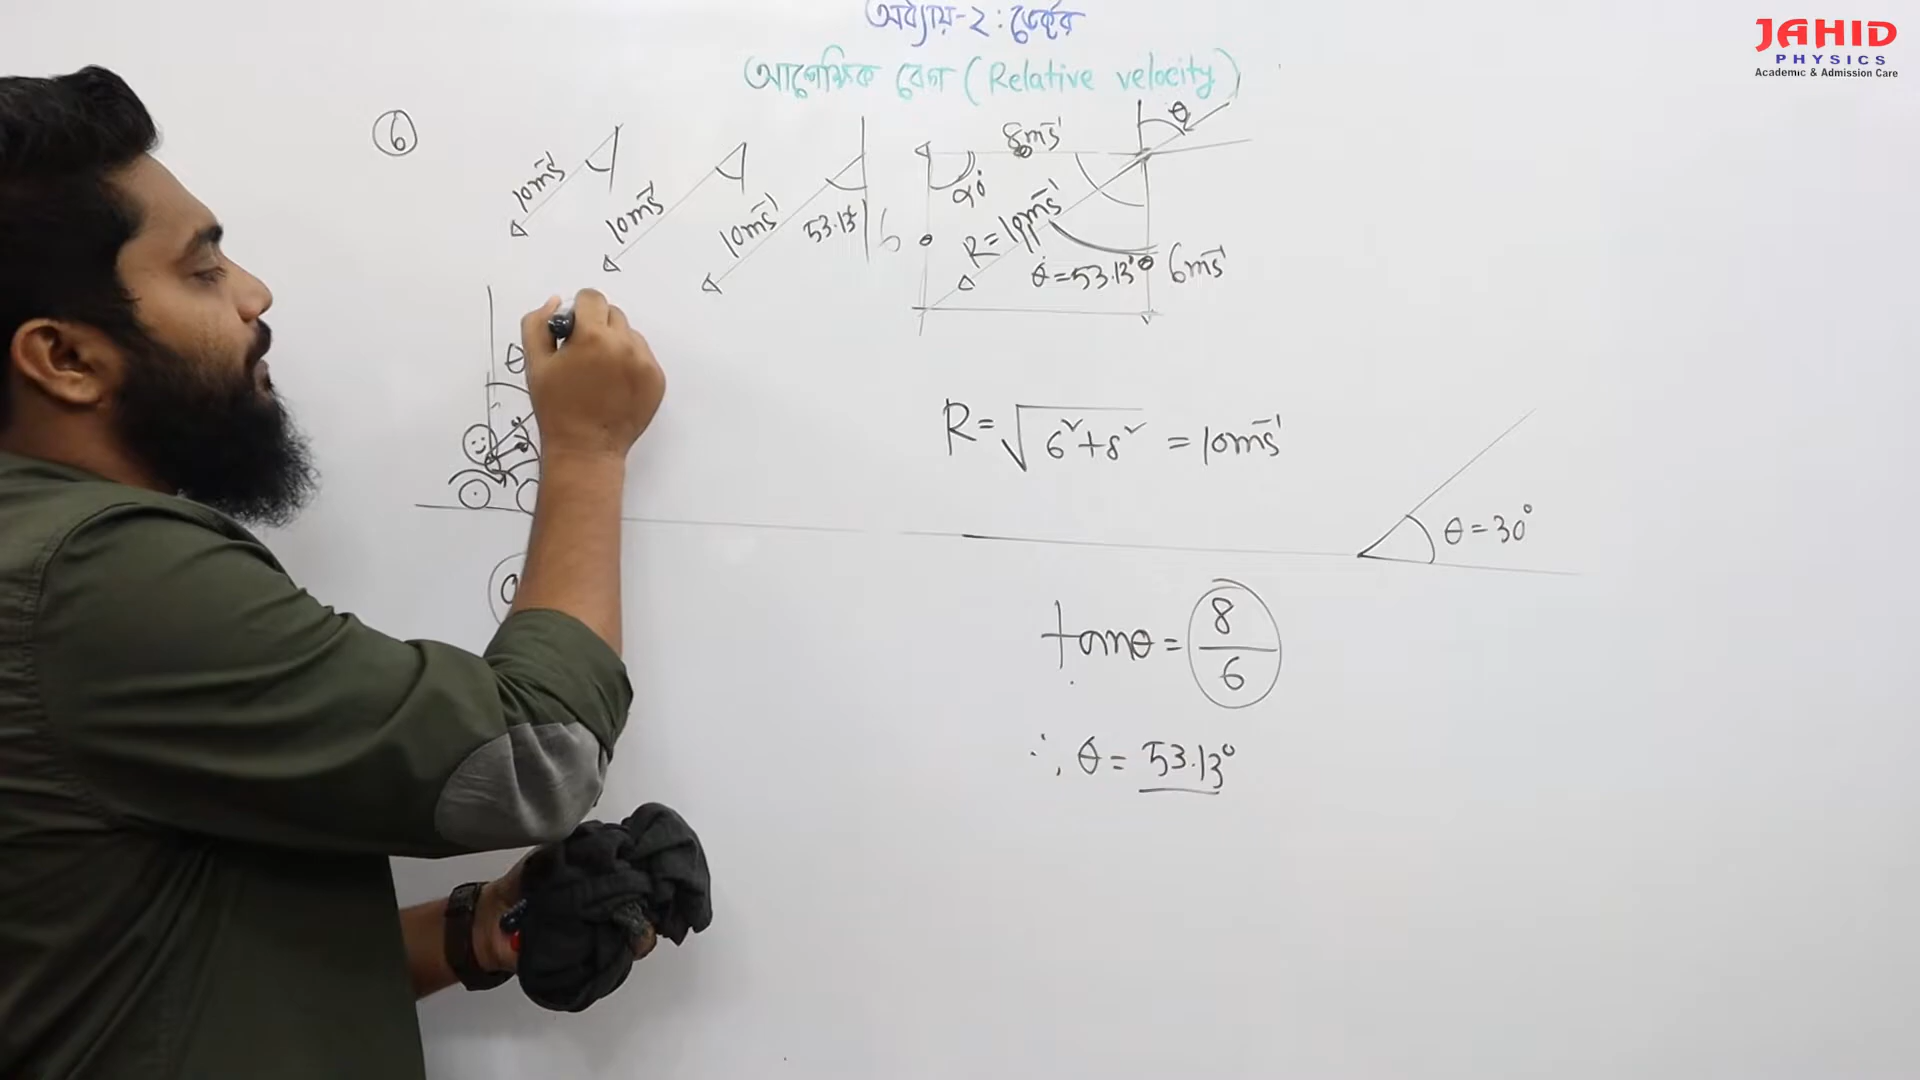 অধ্যায়-২ : ভেক্টর
আপেক্ষিক বেগ (Relative velocity)
JAHID
PHYSICS
Academic & Admission Care
6
10ms⁻¹
10ms⁻¹
10ms⁻¹
53.13°
8ms⁻¹
θ
90°
6
R=10ms⁻¹
θ=53.13°
6ms⁻¹
θ
R= √6²+8² = 10ms⁻¹
θ=30°
tanθ = 8/6
∴ θ = 53.13°